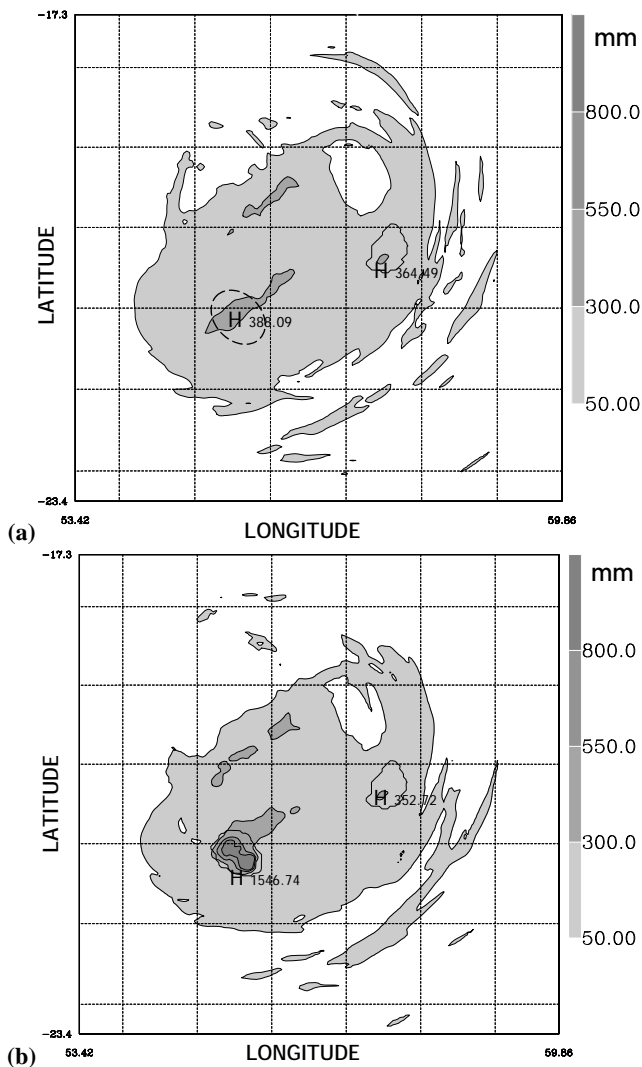 -17.3
mm
800.0
550.0
LATITUDE
H 364.49
300.0
H 388.09
50.00
-23.4
53.42
59.86
(a)
LONGITUDE
-17.3
mm
800.0
550.0
LATITUDE
H 352.72
300.0
H 1546.74
50.00
-23.4
53.42
59.86
(b)
LONGITUDE